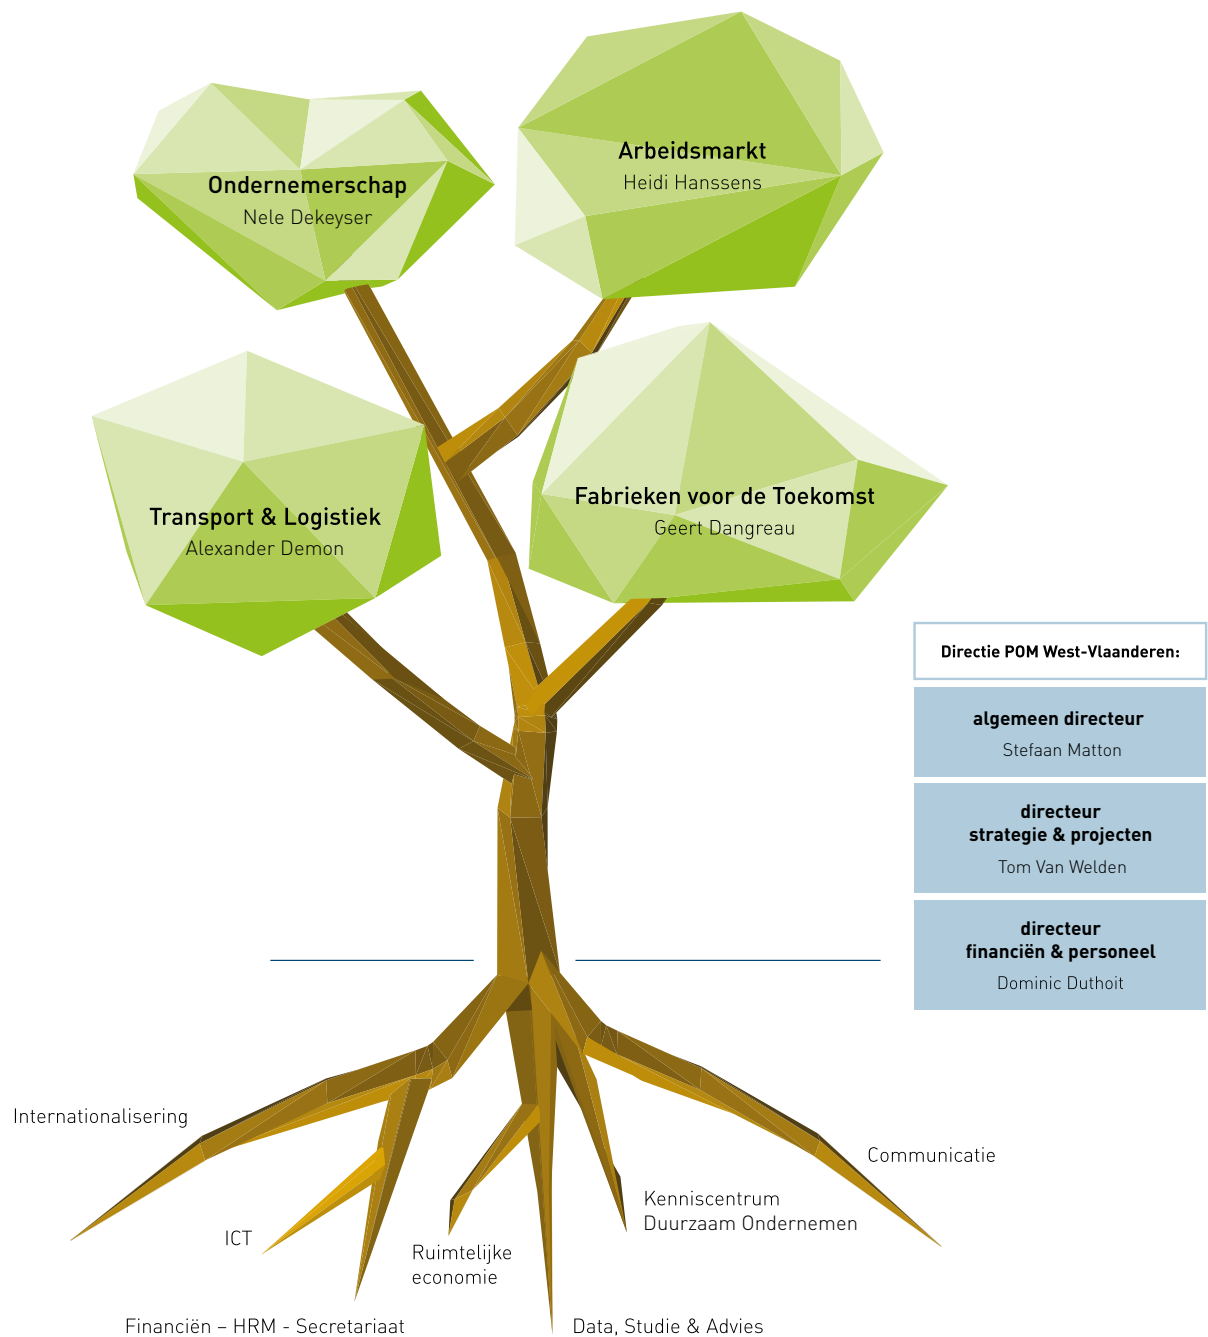 Arbeidsmarkt
Heidi Hanssens
Ondernemerschap
Nele Dekeyser
Fabrieken voor de Toekomst
Geert Dangreau
Transport & Logistiek
Alexander Demon
Directie POM West-Vlaanderen:
algemeen directeur
Stefaan Matton
directeur
strategie & projecten
Tom Van Welden
directeur
financiën & personeel
Dominic Duthoit
Internationalisering
Communicatie
Kenniscentrum
Duurzaam Ondernemen
ICT
Ruimtelijke
economie
Financiën – HRM - Secretariaat
Data, Studie & Advies